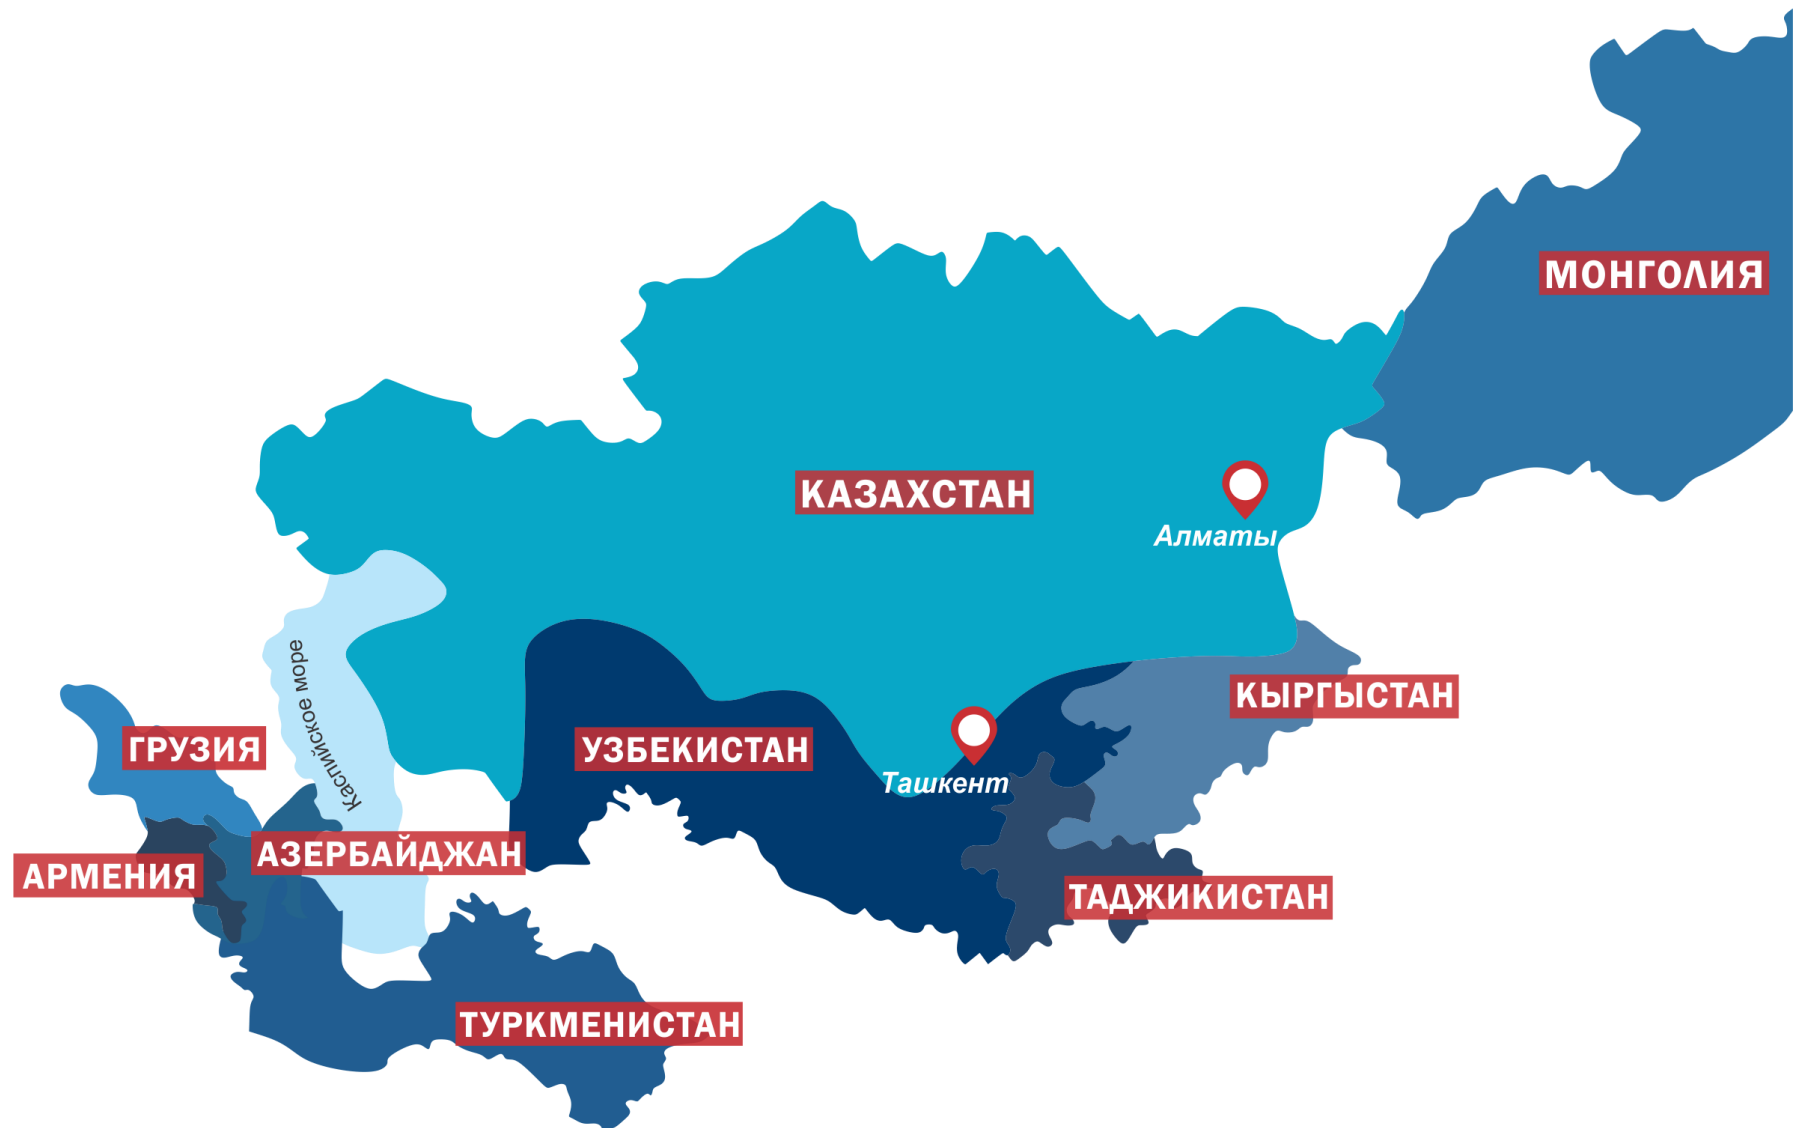 МОНГОЛИЯ
КАЗАХСТАН
Алматы
Каспийское море
КЫРГЫСТАН
ГРУЗИЯ
УЗБЕКИСТАН
Ташкент
АЗЕРБАЙДЖАН
АРМЕНИЯ
ТАДЖИКИСТАН
ТУРКМЕНИСТАН